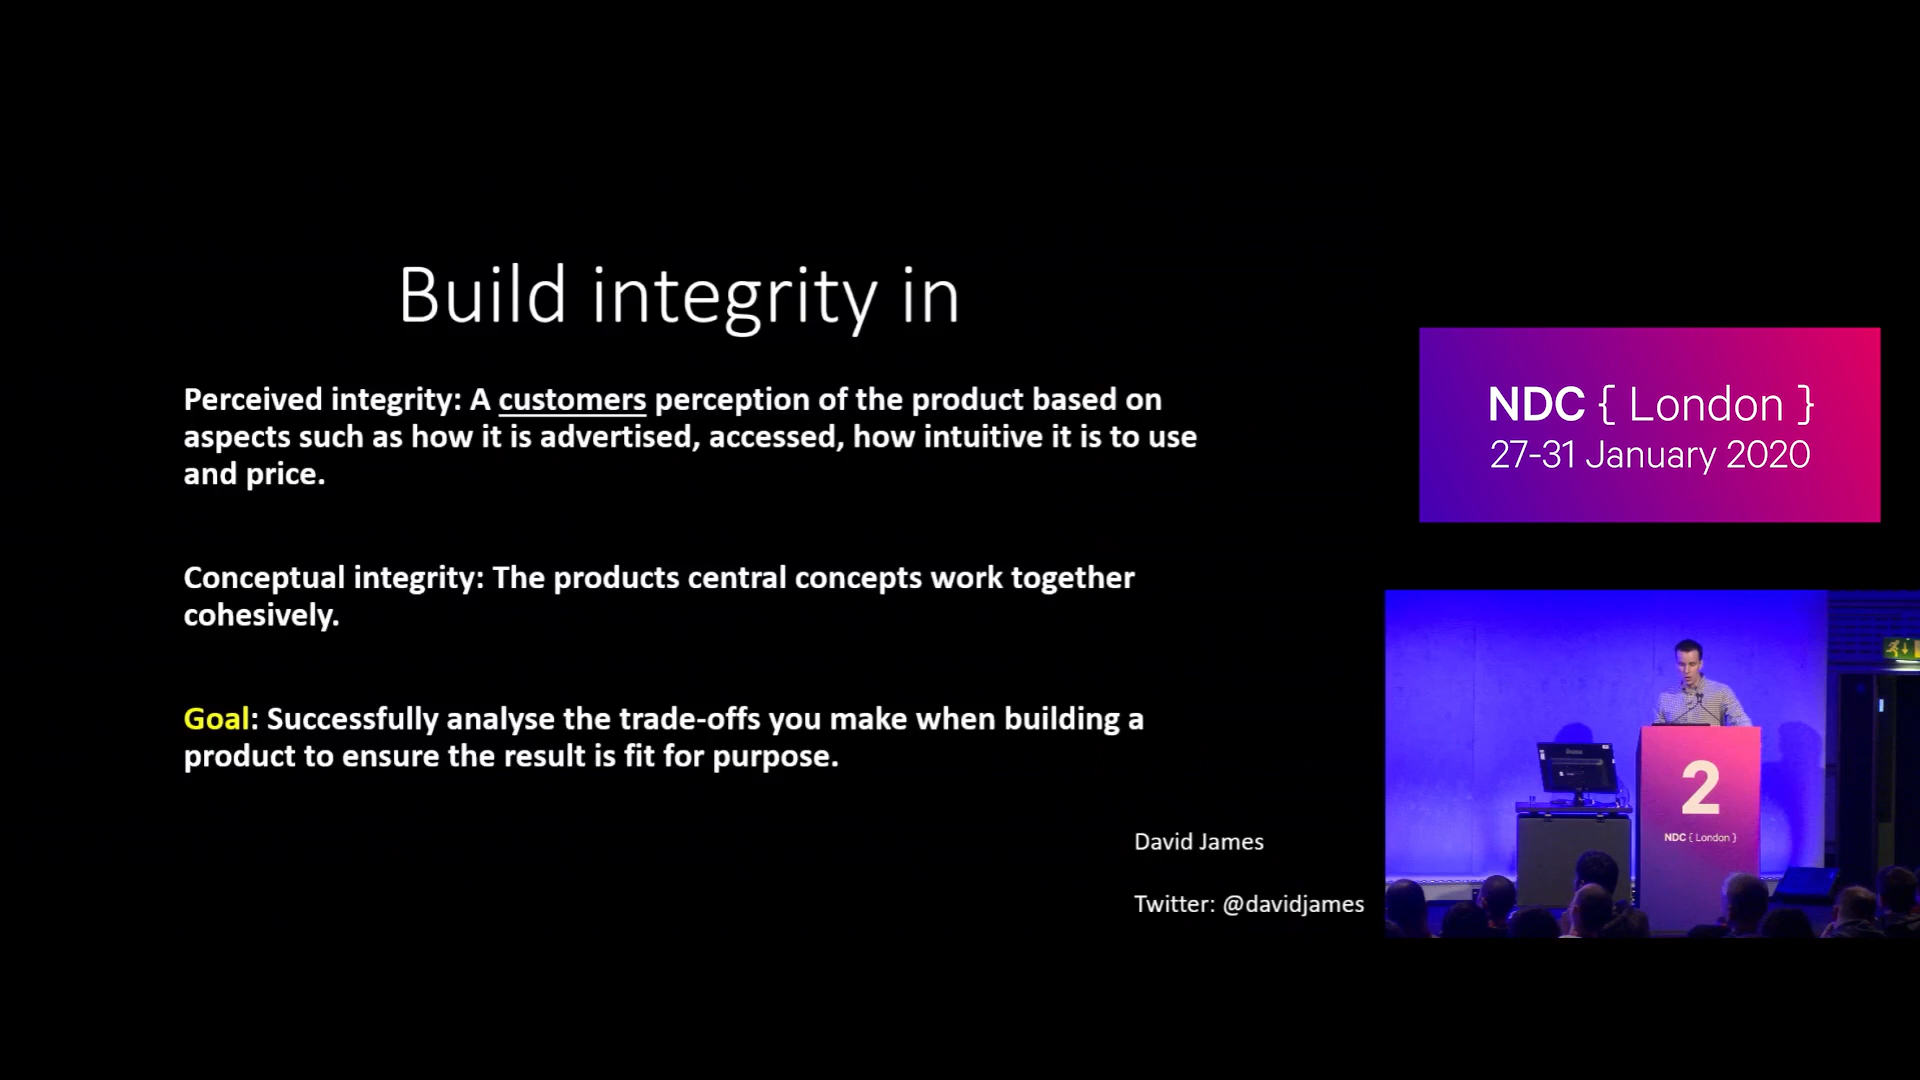 Build integrity in
Perceived integrity: A customers perception of the product based on
aspects such as how it is advertised, accessed, how intuitive it is to use
and price.
Conceptual integrity: The products central concepts work together
cohesively.
Goal: Successfully analyse the trade-offs you make when building a
product to ensure the result is fit for purpose.
David James
Twitter: @davidjames
NDC { London }
27-31 January 2020
2
NDC { London }